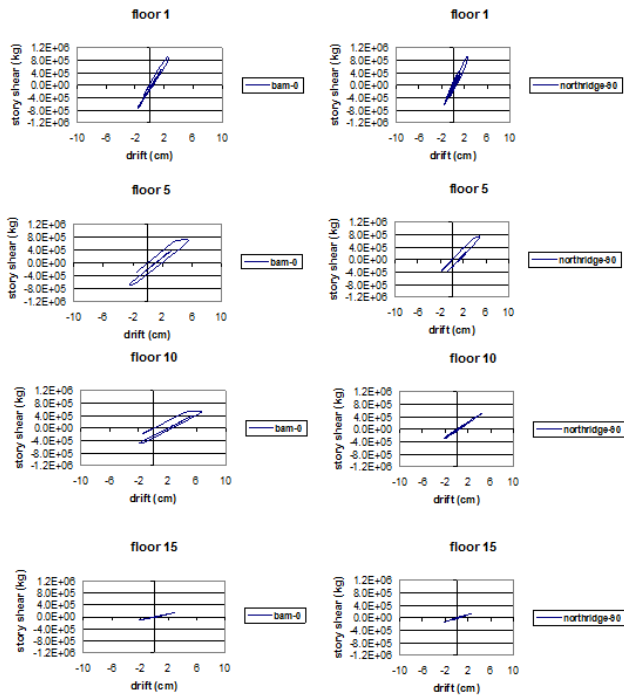 floor 1
story shear (kg)
1.2E+06
8.0E+05
4.0E+05
0.0E+00
-4.0E+05
-8.0E+05
-1.2E+06
-10 -6 -2 2 6 10
drift (cm)
bam-0
floor 1
story shear (kg)
1.2E+06
8.0E+05
4.0E+05
0.0E+00
-4.0E+05
-8.0E+05
-1.2E+06
-10 -6 -2 2 6 10
drift (cm)
northridge-90
floor 5
story shear (kg)
1.2E+06
8.0E+05
4.0E+05
0.0E+00
-4.0E+05
-8.0E+05
-1.2E+06
-10 -6 -2 2 6 10
drift (cm)
bam-0
floor 5
story shear (kg)
1.2E+06
8.0E+05
4.0E+05
0.0E+00
-4.0E+05
-8.0E+05
-1.2E+06
-10 -6 -2 2 6 10
drift (cm)
northridge-90
floor 10
story shear (kg)
1.2E+06
8.0E+05
4.0E+05
0.0E+00
-4.0E+05
-8.0E+05
-1.2E+06
-10 -6 -2 2 6 10
drift (cm)
bam-0
floor 10
story shear (kg)
1.2E+06
8.0E+05
4.0E+05
0.0E+00
-4.0E+05
-8.0E+05
-1.2E+06
-10 -6 -2 2 6 10
drift (cm)
northridge-90
floor 15
story shear (kg)
1.2E+06
8.0E+05
4.0E+05
0.0E+00
-4.0E+05
-8.0E+05
-1.2E+06
-10 -6 -2 2 6 10
drift (cm)
bam-0
floor 15
story shear (kg)
1.2E+06
8.0E+05
4.0E+05
0.0E+00
-4.0E+05
-8.0E+05
-1.2E+06
-10 -6 -2 2 6 10
drift (cm)
northridge-90